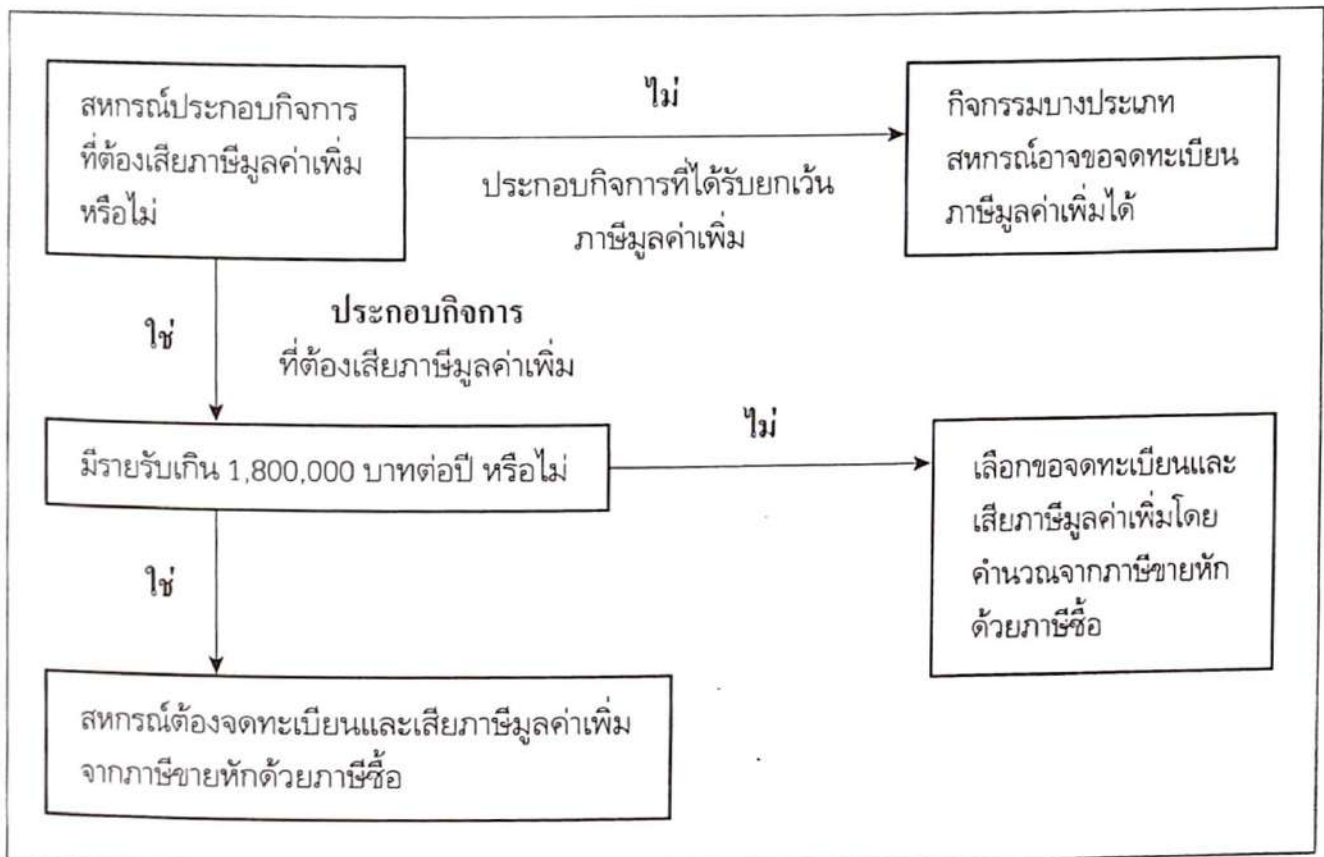 สหกรณ์ประกอบกิจการ
ที่ต้องเสียภาษีมูลค่าเพิ่ม
หรือไม่
ไม่
ประกอบกิจการที่ได้รับยกเว้น
ภาษีมูลค่าเพิ่ม
กิจกรรมบางประเภท
สหกรณ์อาจขอจดทะเบียน
ภาษีมูลค่าเพิ่มได้
ใช่
ประกอบกิจการ
ที่ต้องเสียภาษีมูลค่าเพิ่ม
มีรายรับเกิน 1,800,000 บาทต่อปี หรือไม่
ไม่
เลือกขอจดทะเบียนและ
เสียภาษีมูลค่าเพิ่มโดย
คำนวณจากภาษีขายหัก
ด้วยภาษีซื้อ
ใช่
สหกรณ์ต้องจดทะเบียนและเสียภาษีมูลค่าเพิ่ม
จากภาษีขายหักด้วยภาษีซื้อ